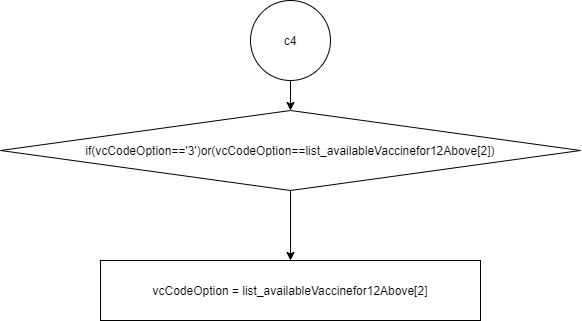 c4
if(vcCodeOption=='3')or(vcCodeOption==list_availableVaccinefor12Above[2])
vcCodeOption = list_availableVaccinefor12Above[2]